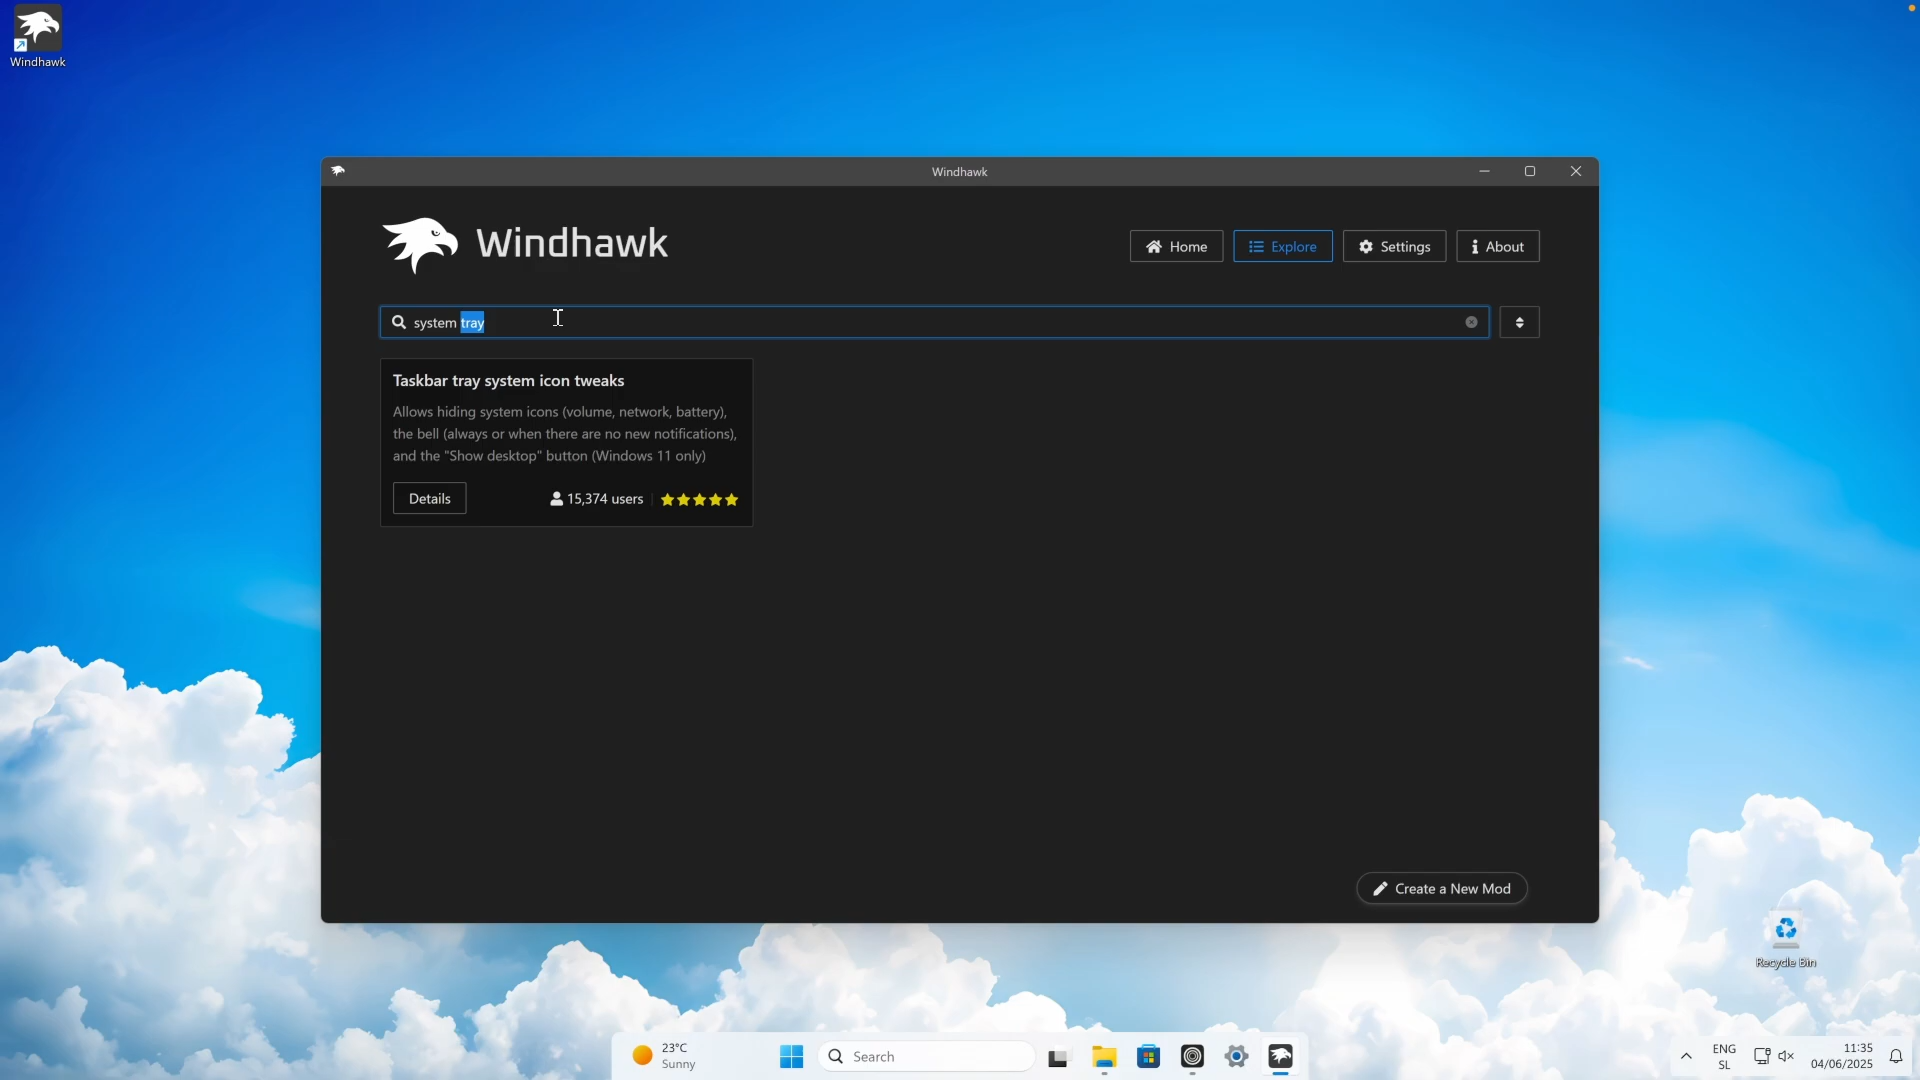 Windhawk
Windhawk
Windhawk
Home
Explore
Settings
About
system tray
Taskbar tray system icon tweaks
Allows hiding system icons (volume, network, battery),
the bell (always or when there are no new notifications),
and the "Show desktop" button (Windows 11 only)
Details
15,374 users
Create a New Mod
Recycle Bin
23°C
Sunny
Search
ENG
SL
11:35
04/06/2025